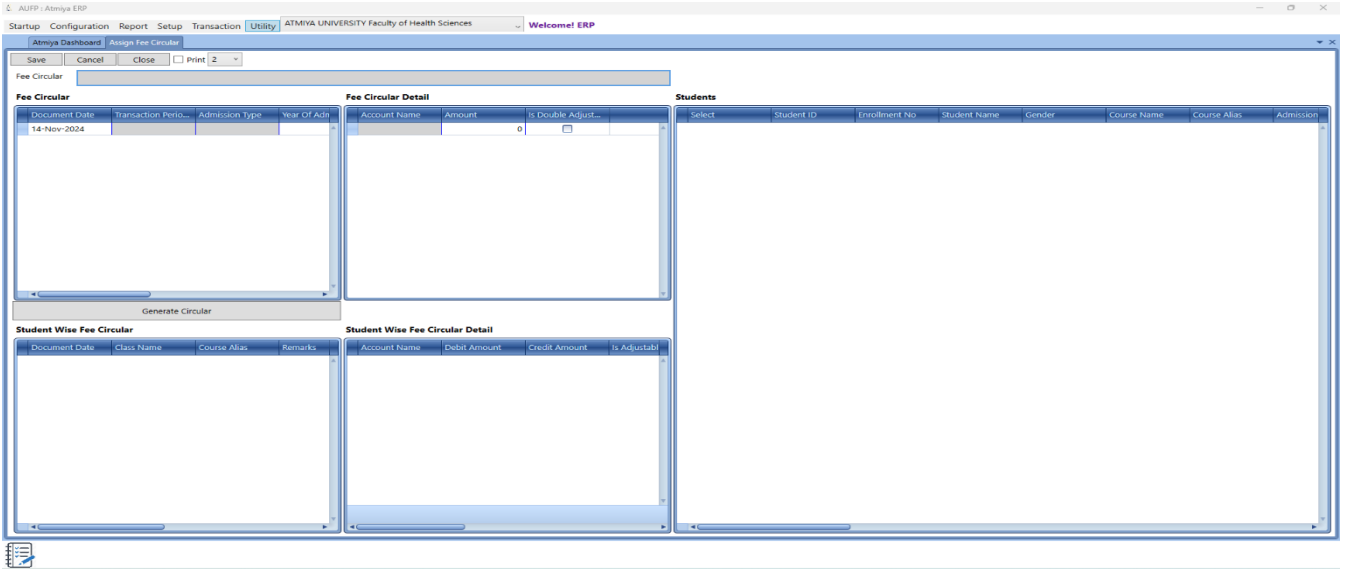 AUFP : Atmiya ERP
Startup Configuration Report Setup Transaction Utility ATMIYA UNIVERSITY Faculty of Health Sciences Welcome! ERP
Atmiya Dashboard Assign Fee Circular
Save Cancel Close Print 2
Fee Circular
Fee Circular Fee Circular Detail Students
Document Date Transaction Perio... Admission Type Year Of Adn Account Name Amount Is Double Adjust... Select Student ID Enrollment No Student Name Gender Course Name Course Alias Admission
14-Nov-2024 0
Generate Circular
Student Wise Fee Circular Student Wise Fee Circular Detail
Document Date Class Name Course Alias Remarks Account Name Debit Amount Credit Amount Is Adjustabl